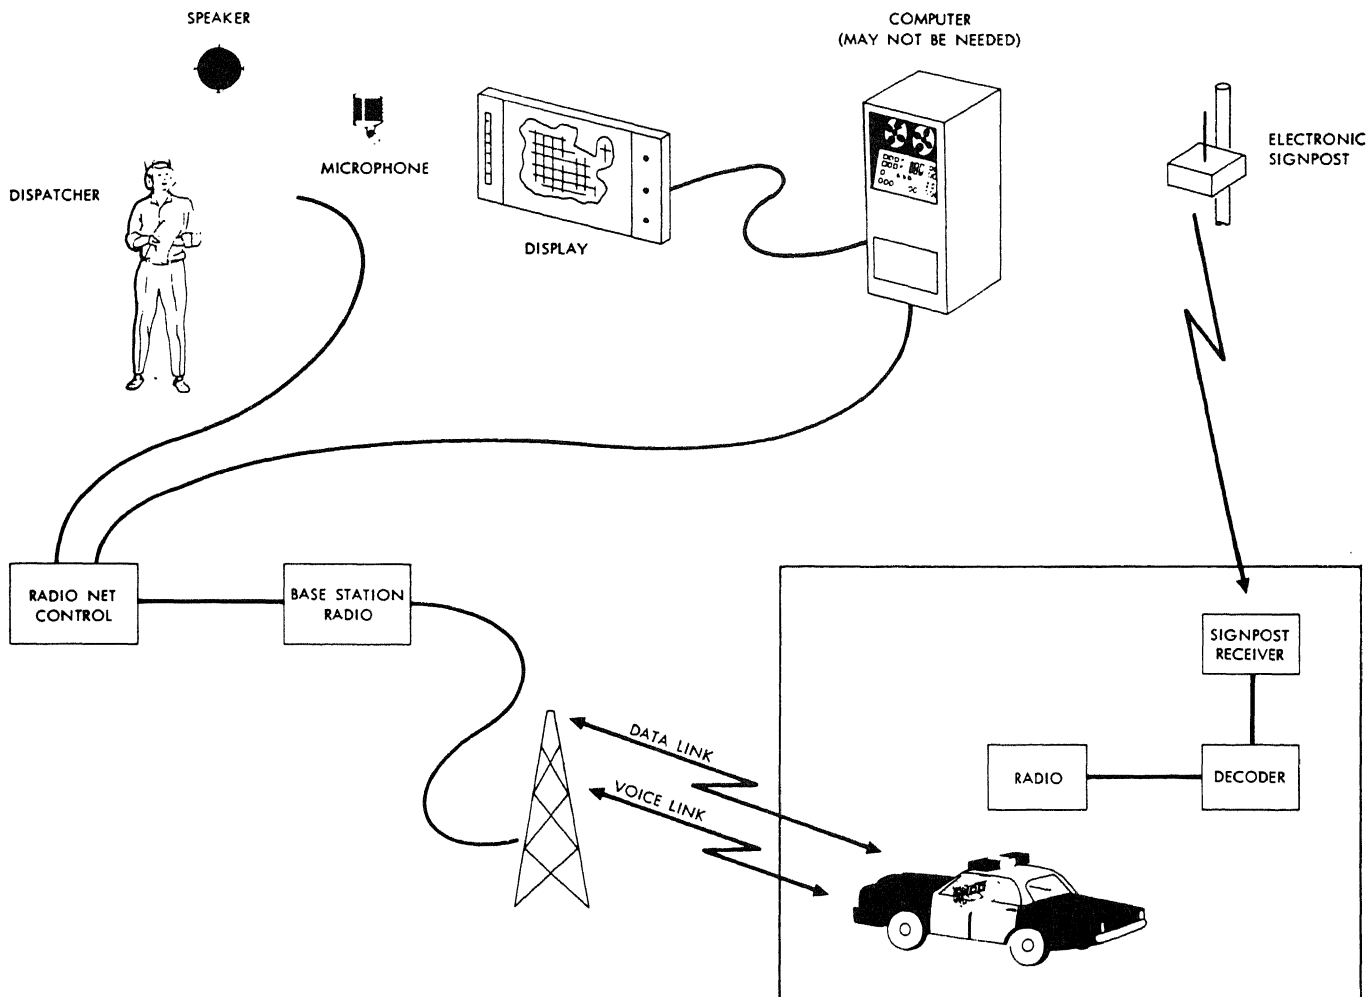 SPEAKER
COMPUTER
(MAY NOT BE NEEDED)
MICROPHONE
ELECTRONIC
SIGNPOST
DISPATCHER
DISPLAY
RADIO NET
CONTROL
BASE STATION
RADIO
SIGNPOST
RECEIVER
DATA LINK
VOICE LINK
RADIO
DECODER